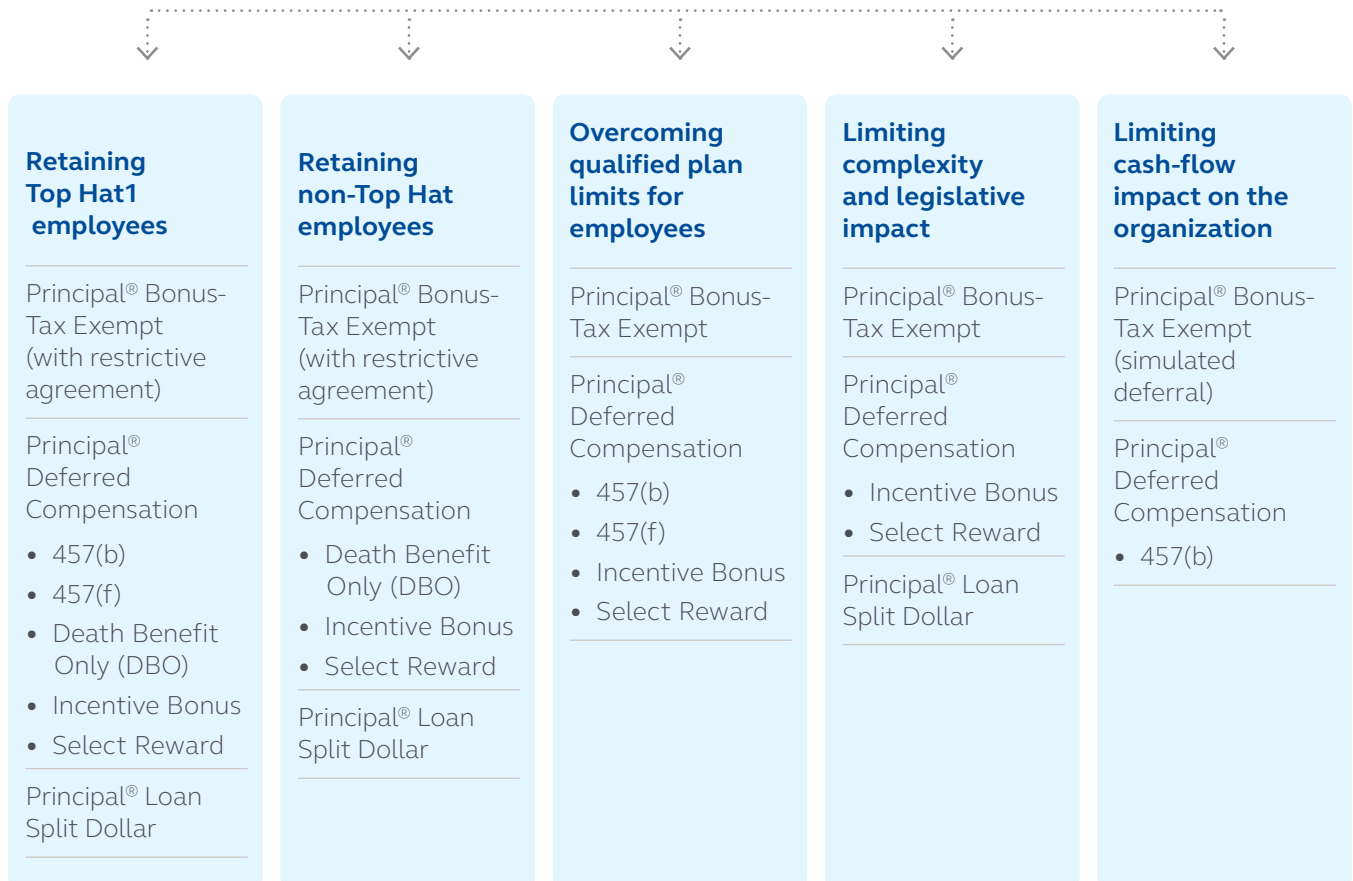 Retaining
Top Hat1
employees
Principal® Bonus-
Tax Exempt
(with restrictive
agreement)
Principal®
Deferred
Compensation
• 457(b)
• 457(f)
• Death Benefit
Only (DBO)
• Incentive Bonus
• Select Reward
Principal® Loan
Split Dollar
Retaining
non-Top Hat
employees
Principal® Bonus-
Tax Exempt
(with restrictive
agreement)
Principal®
Deferred
Compensation
• Death Benefit
Only (DBO)
• Incentive Bonus
• Select Reward
Principal® Loan
Split Dollar
Overcoming
qualified plan
limits for
employees
Principal® Bonus-
Tax Exempt
Principal®
Deferred
Compensation
• 457(b)
• 457(f)
• Incentive Bonus
• Select Reward
Limiting
complexity
and legislative
impact
Principal® Bonus-
Tax Exempt
Principal®
Deferred
Compensation
• Incentive Bonus
• Select Reward
Principal® Loan
Split Dollar
Limiting
cash-flow
impact on the
organization
Principal® Bonus-
Tax Exempt
(simulated
deferral)
Principal®
Deferred
Compensation
• 457(b)